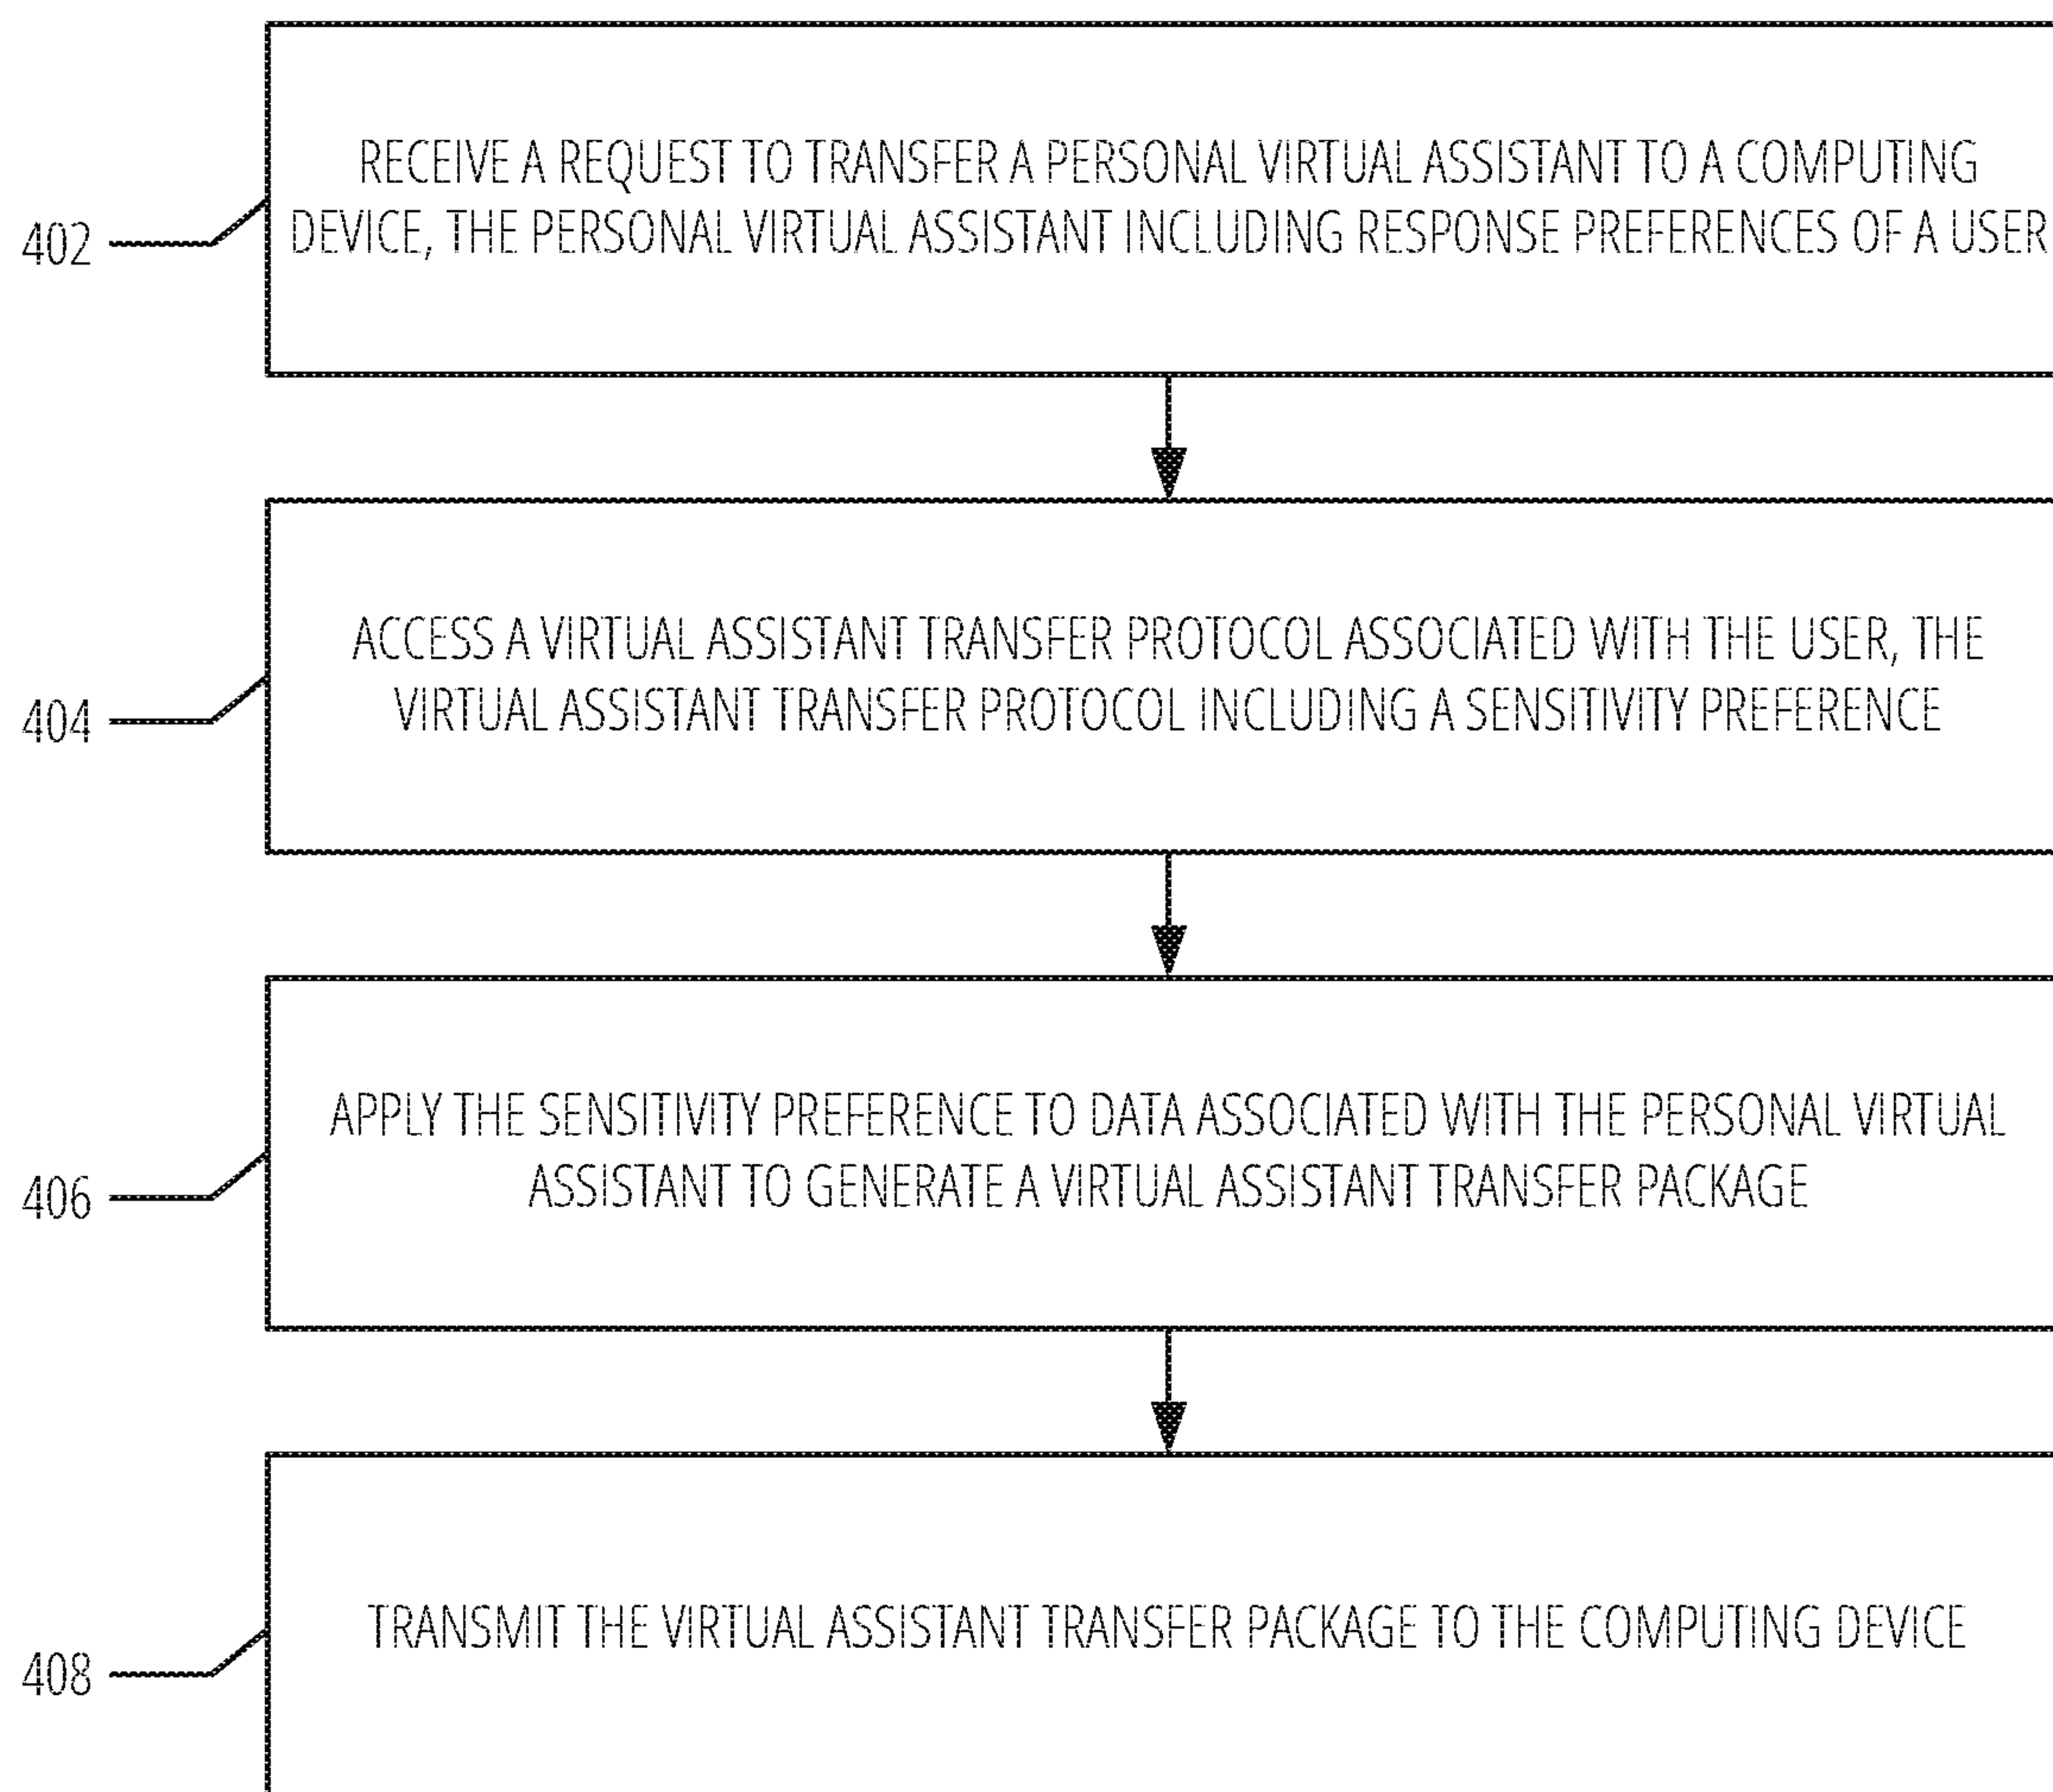 RECEIVE A REQUEST TO TRANSFER A PERSONAL VIRTUAL ASSISTANT TO A COMPUTING
DEVICE, THE PERSONAL VIRTUAL ASSISTANT INCLUDING RESPONSE PREFERENCES OF A USER
402
ACCESS A VIRTUAL ASSISTANT TRANSFER PROTOCOL ASSOCIATED WITH THE USER, THE
VIRTUAL ASSISTANT TRANSFER PROTOCOL INCLUDING A SENSITIVITY PREFERENCE
404
APPLY THE SENSITIVITY PREFERENCE TO DATA ASSOCIATED WITH THE PERSONAL VIRTUAL
ASSISTANT TO GENERATE A VIRTUAL ASSISTANT TRANSFER PACKAGE
406
TRANSMIT THE VIRTUAL ASSISTANT TRANSFER PACKAGE TO THE COMPUTING DEVICE
408